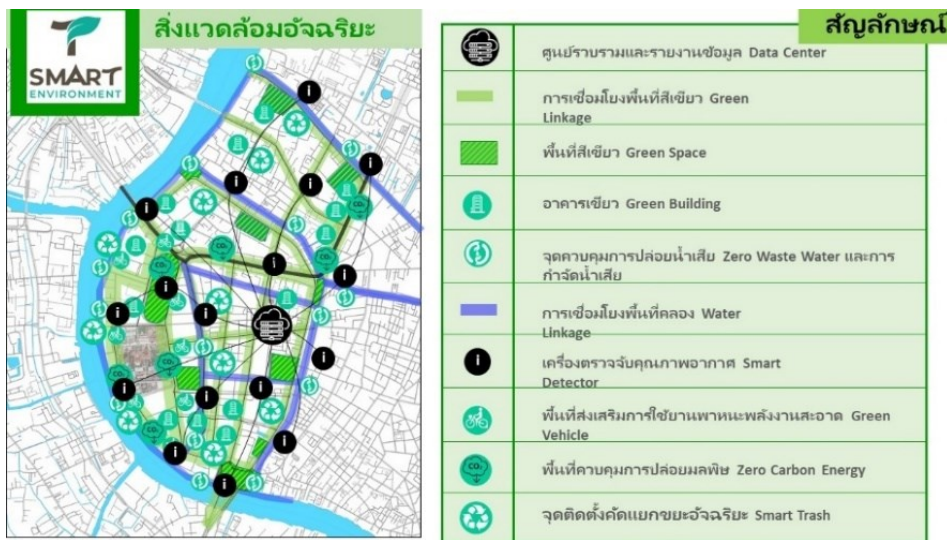 SMART
ENVIRONMENT
สิ่งแวดล้อมอัจฉริยะ
สัญลักษณ์
ศูนย์ราบรามและรายงานข้อมูล Data Center
การเชื่อมโยงพื้นที่สีเขียว Green
Linkage
พื้นที่สีเขียว Green Space
อาคารเขียว Green Building
จุดควบคุมการปล่อยน้ำเสีย Zero Waste Water และการ
กำจัดน้ำเสีย
การเชื่อมโยงพื้นที่คลอง Water
Linkage
เครื่องตรวจจับคุณภาพอากาศ Smart
Detector
พื้นที่ส่งเสริมการใช้ยานพาหนะพลังงานสะอาด Green
Vehicle
พื้นที่ควบคุมการปล่อยมลพิษ Zero Carbon Energy
จุดติดตั้งคัดแยกขยะอัจฉริยะ Smart Trash